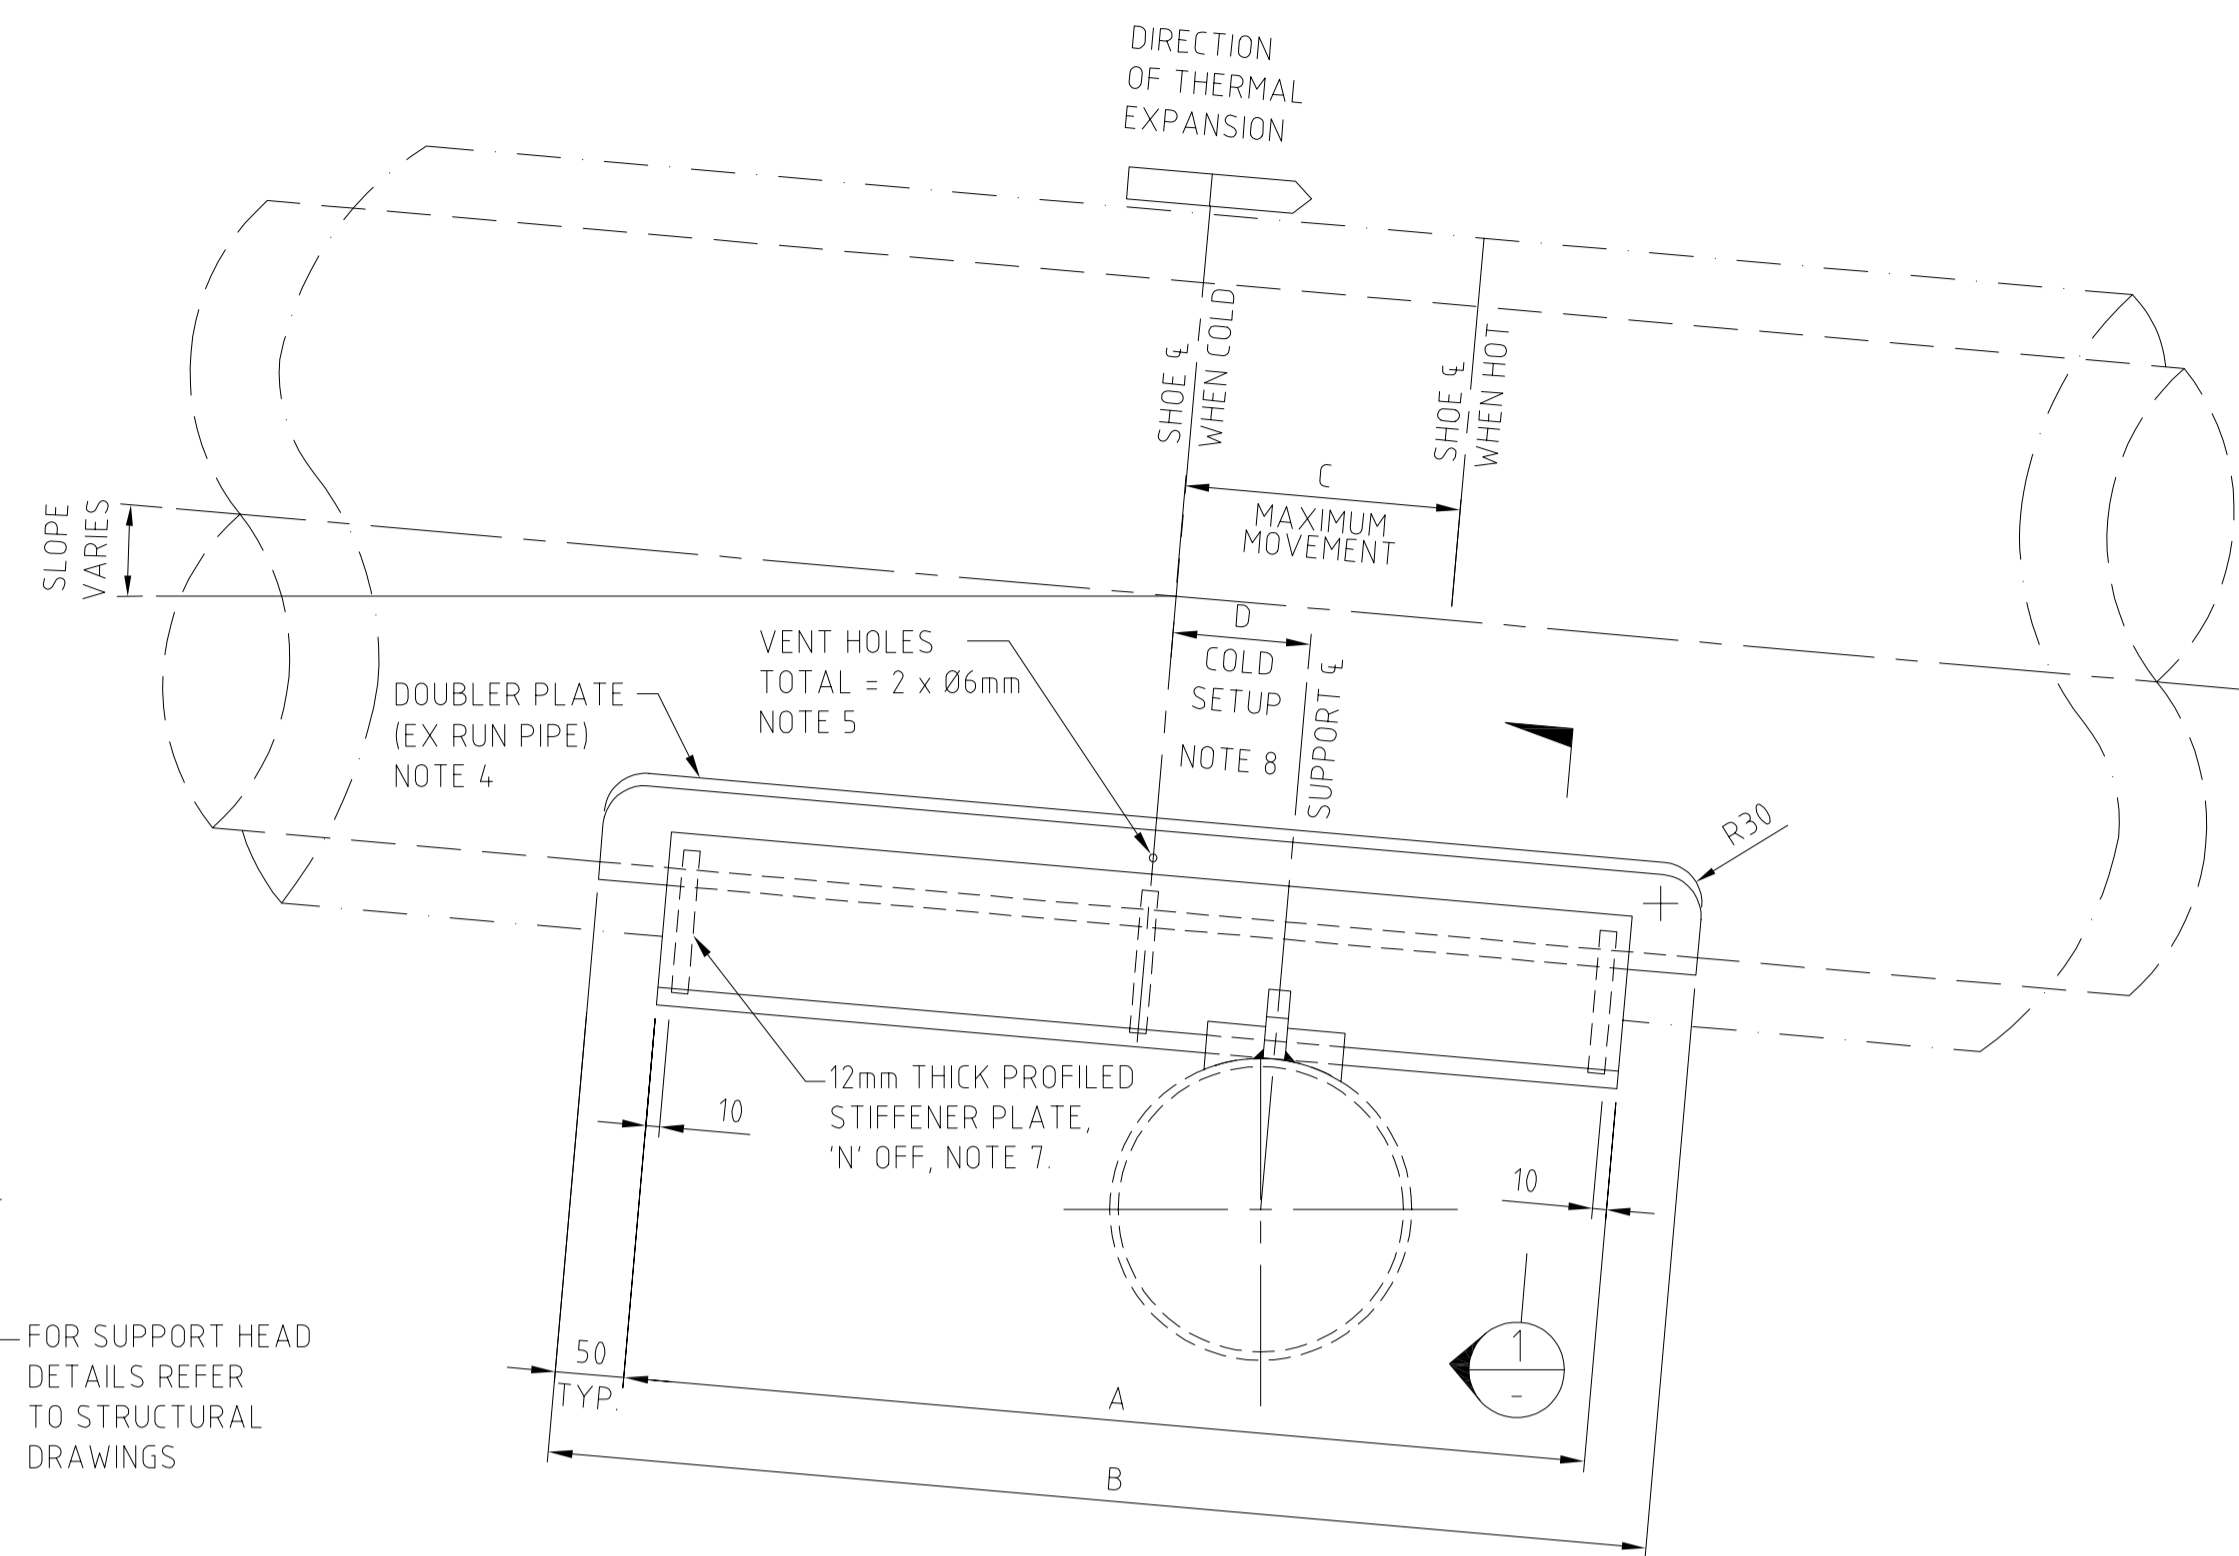 DIRECTION
OF THERMAL
EXPANSION
SHOE ℄
WHEN COLD
SHOE ℄
WHEN HOT
C
MAXIMUM
MOVEMENT
SLOPE
VARIES
D
COLD
SETUP
NOTE 8
SUPPORT ℄
VENT HOLES
TOTAL = 2 x Ø6mm
NOTE 5
DOUBLER PLATE
(EX RUN PIPE)
NOTE 4
R30
12mm THICK PROFILED
STIFFENER PLATE,
'N' OFF, NOTE 7.
10
10
50
TYP.
A
B
1
-
FOR SUPPORT HEAD
DETAILS REFER
TO STRUCTURAL
DRAWINGS